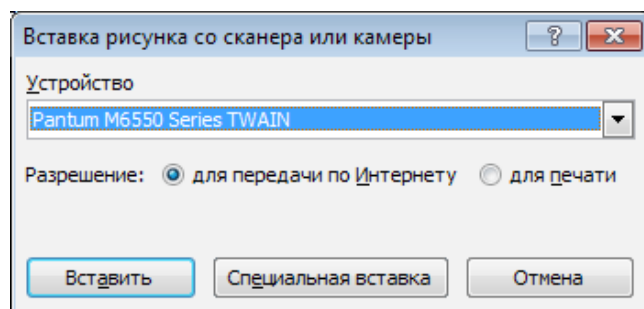 Вставка рисунка со сканера или камеры
Устройство
Pantum M6550 Series TWAIN
Разрешение: для передачи по Интернету для печати
Вставить Специальная вставка Отмена